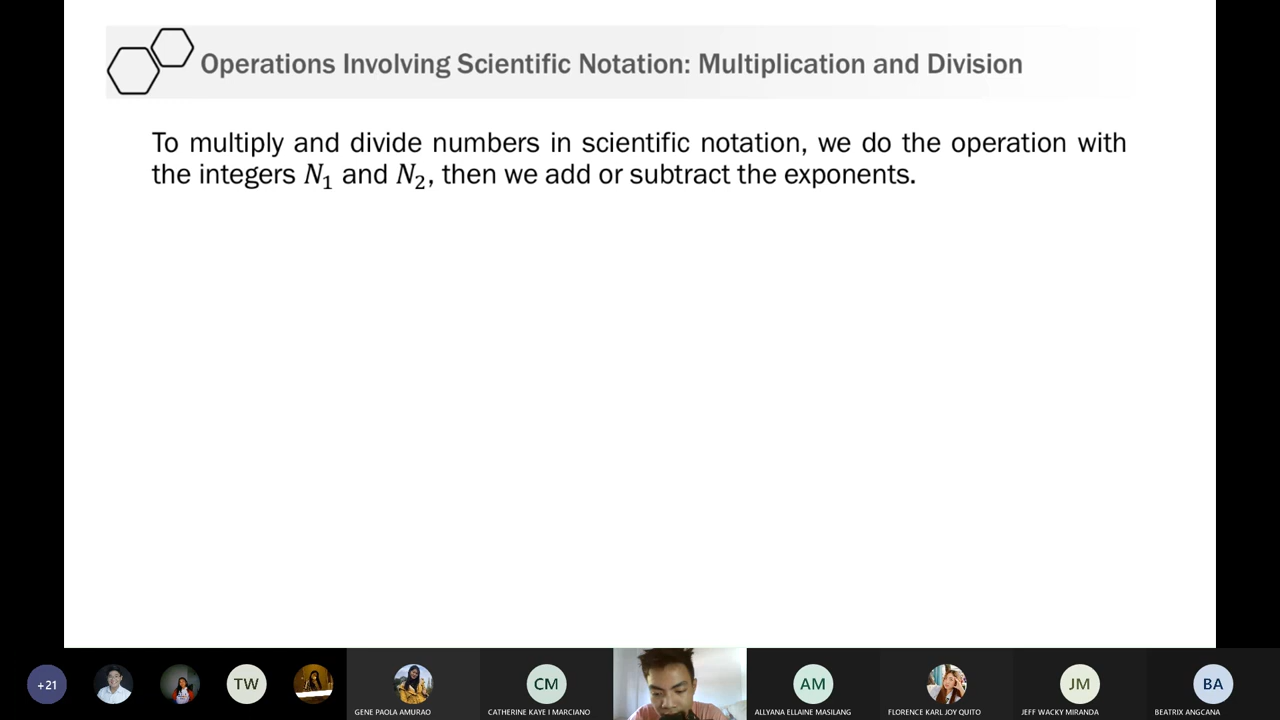 Operations Involving Scientific Notation: Multiplication and Division
To multiply and divide numbers in scientific notation, we do the operation with
the integers N₁ and N₂, then we add or subtract the exponents.
+21
TW
GENE PAOLA AMURAO
CM
CATHERINE KAYE I MARCIANO
AM
ALLYANA ELLAINE MASILANG
FLORENCE KARL JOY QUITO
JM
JEFF WACKY MIRANDA
BA
BEATRIX ANGCANA